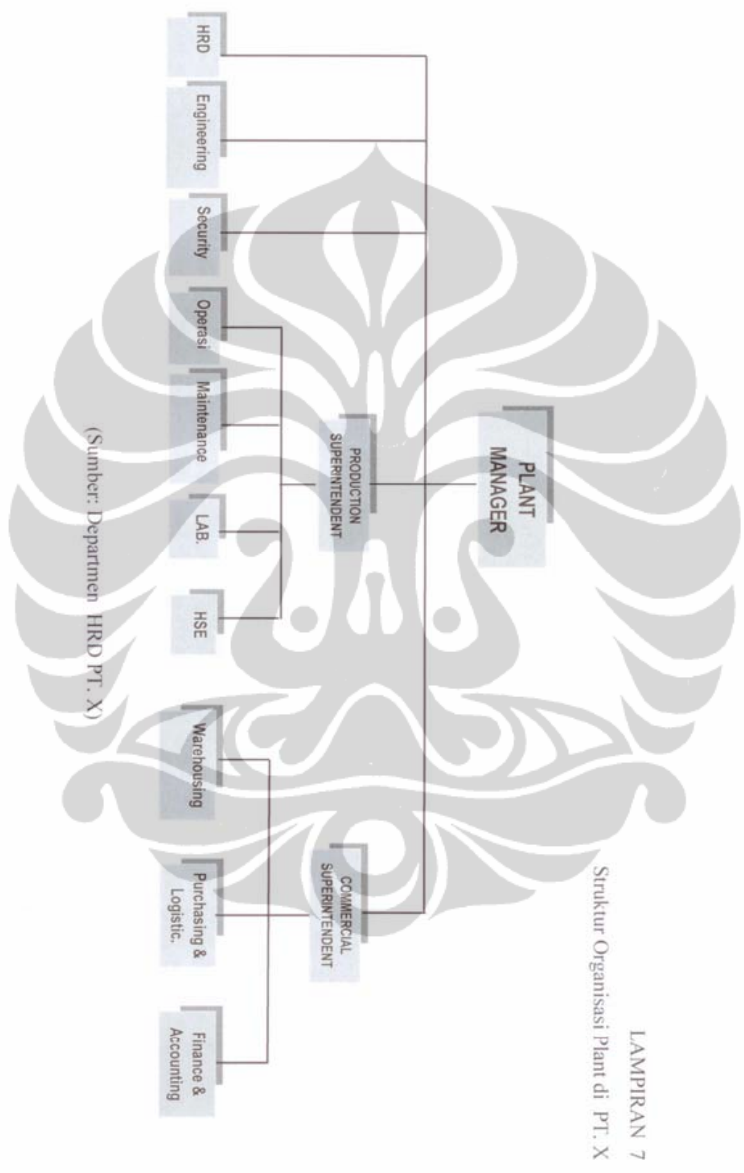 LAMPIRAN 7
Struktur Organisasi Plant di PT. X
PLANT
MANAGER
PRODUCTION
SUPERINTENDENT
COMMERCIAL
SUPERINTENDENT
HRD
Engineering
Security
Operasi
Maintenance
LAB.
HSE
Warehousing
Purchasing &
Logistic.
Finance &
Accounting
(Sumber: Departmen HRD PT. X)